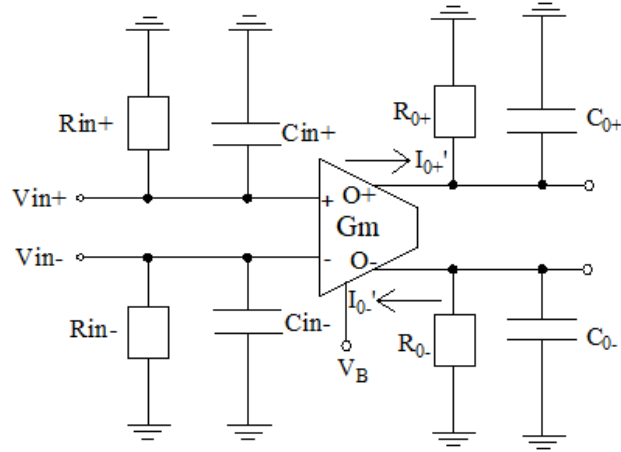 Rin+
Cin+
R0+
C0+
I0+'
Vin+
+
O+
Gm
Vin-
-
O-
I0-'
Rin-
Cin-
VB
R0-
C0-